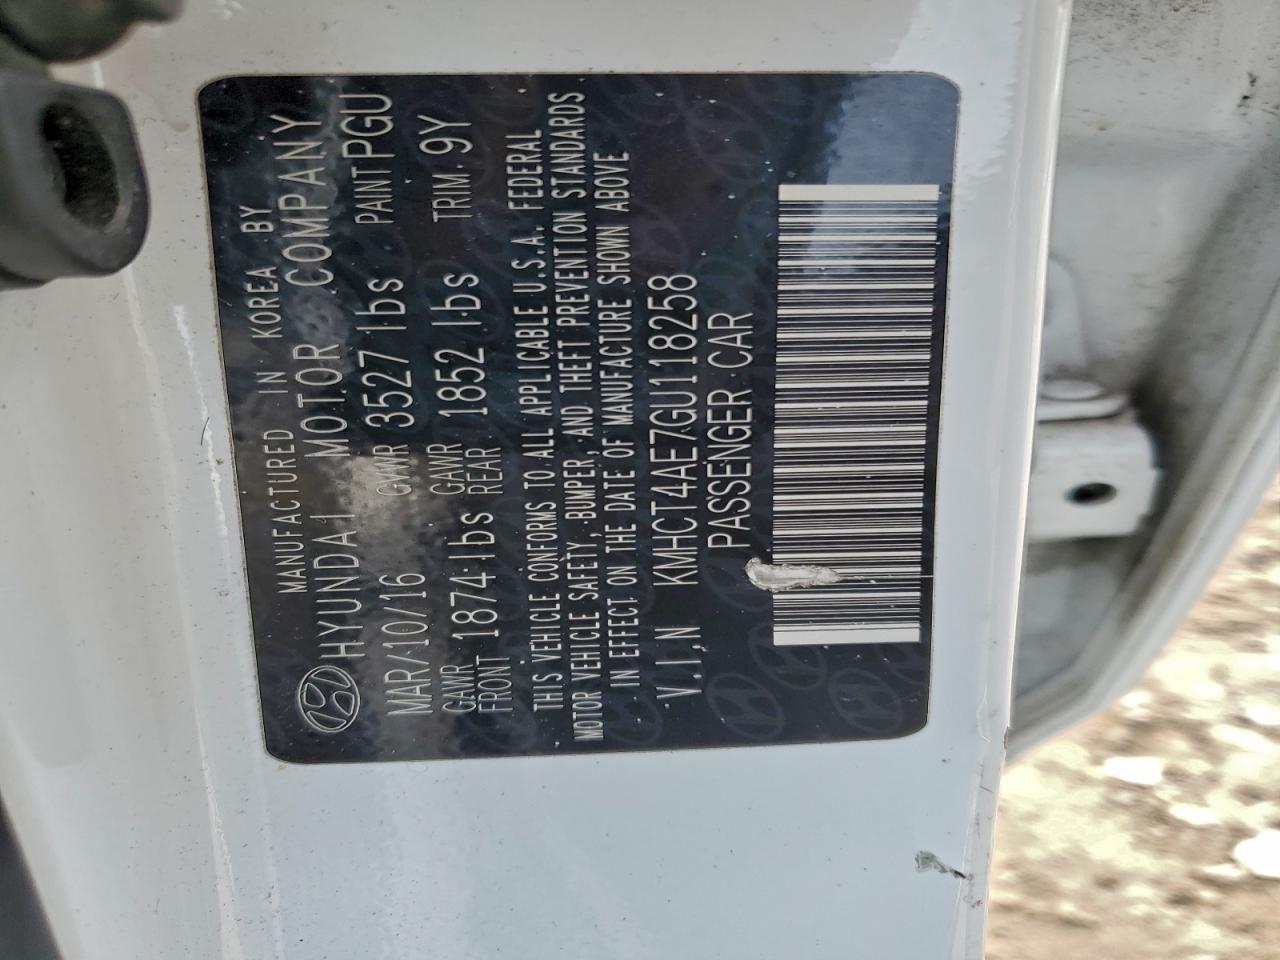 MANUFACTURED IN KOREA BY
HYUNDAI MOTOR COMPANY
MAR/10/16 GVWR 3527 lbs PAINT PGU
GAWR FRONT 1874 lbs GAWR REAR 1852 lbs TRIM 9Y
THIS VEHICLE CONFORMS TO ALL APPLICABLE U.S.A. FEDERAL
MOTOR VEHICLE SAFETY, BUMPER, AND THEFT PREVENTION STANDARDS
IN EFFECT ON THE DATE OF MANUFACTURE SHOWN ABOVE
V.I.N KMHCT4AE7GU118258
PASSENGER CAR